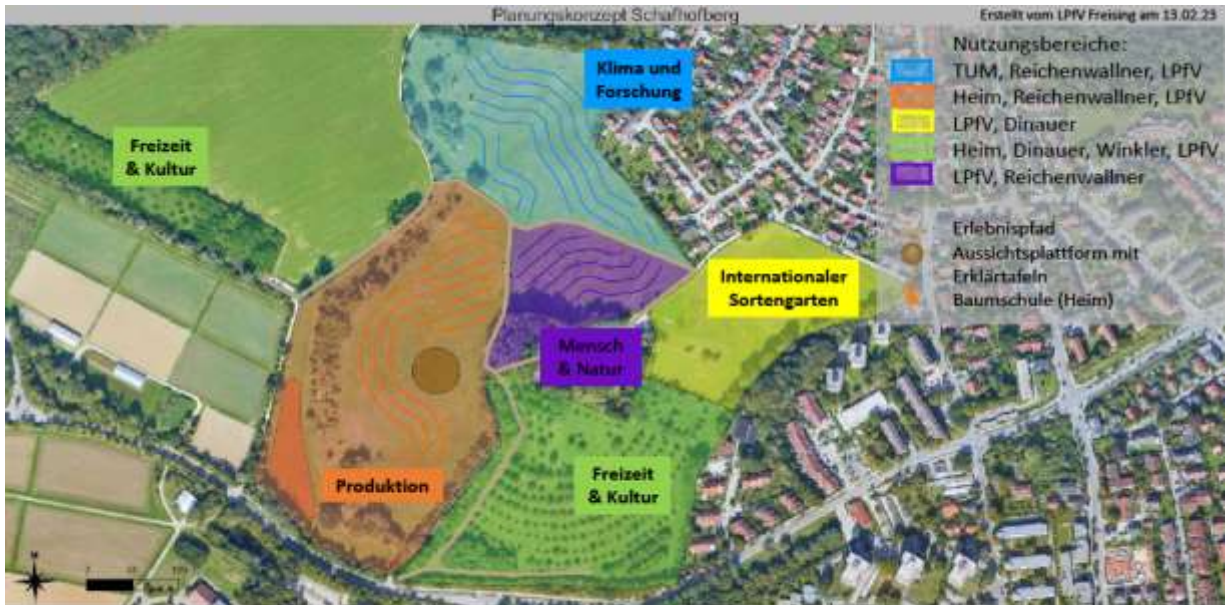 Planungskonzept Schafhofberg
Erstellt vom LPfV Freising am 13.02.23
Klima und
Forschung
Freizeit
& Kultur
Internationaler
Sortengarten
Mensch
& Natur
Produktion
Freizeit
& Kultur
Nutzungsbereiche:
TUM, Reichenwallner, LPfV
Heim, Reichenwallner, LPfV
LPfV, Dinauer
Heim, Dinauer, Winkler, LPfV
LPfV, Reichenwallner
Erlebnispfad
Aussichtsplattform mit
Erklärtafeln
Baumschule (Heim)